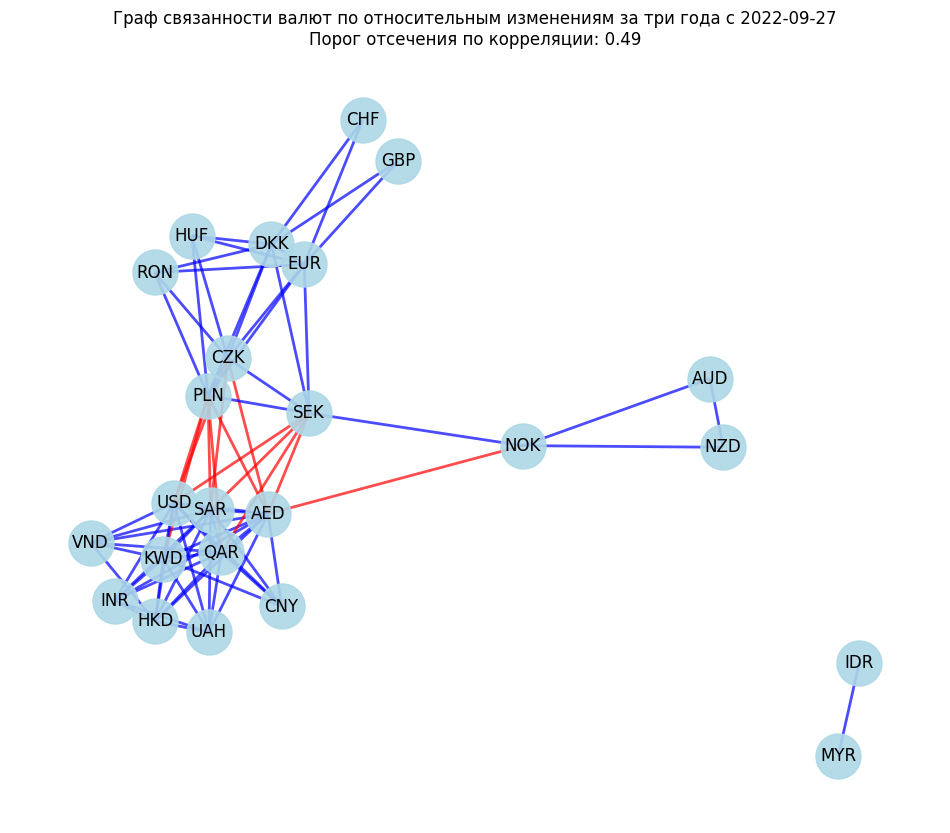 Граф связанности валют по относительным изменениям за три года с 2022-09-27
Порог отсечения по корреляции: 0.49
CHF
GBP
HUF
DKK
EUR
RON
CZK
AUD
PLN
SEK
NOK
NZD
USD
SAR
AED
VND
QAR
KWD
INR
CNY
HKD
UAH
IDR
MYR